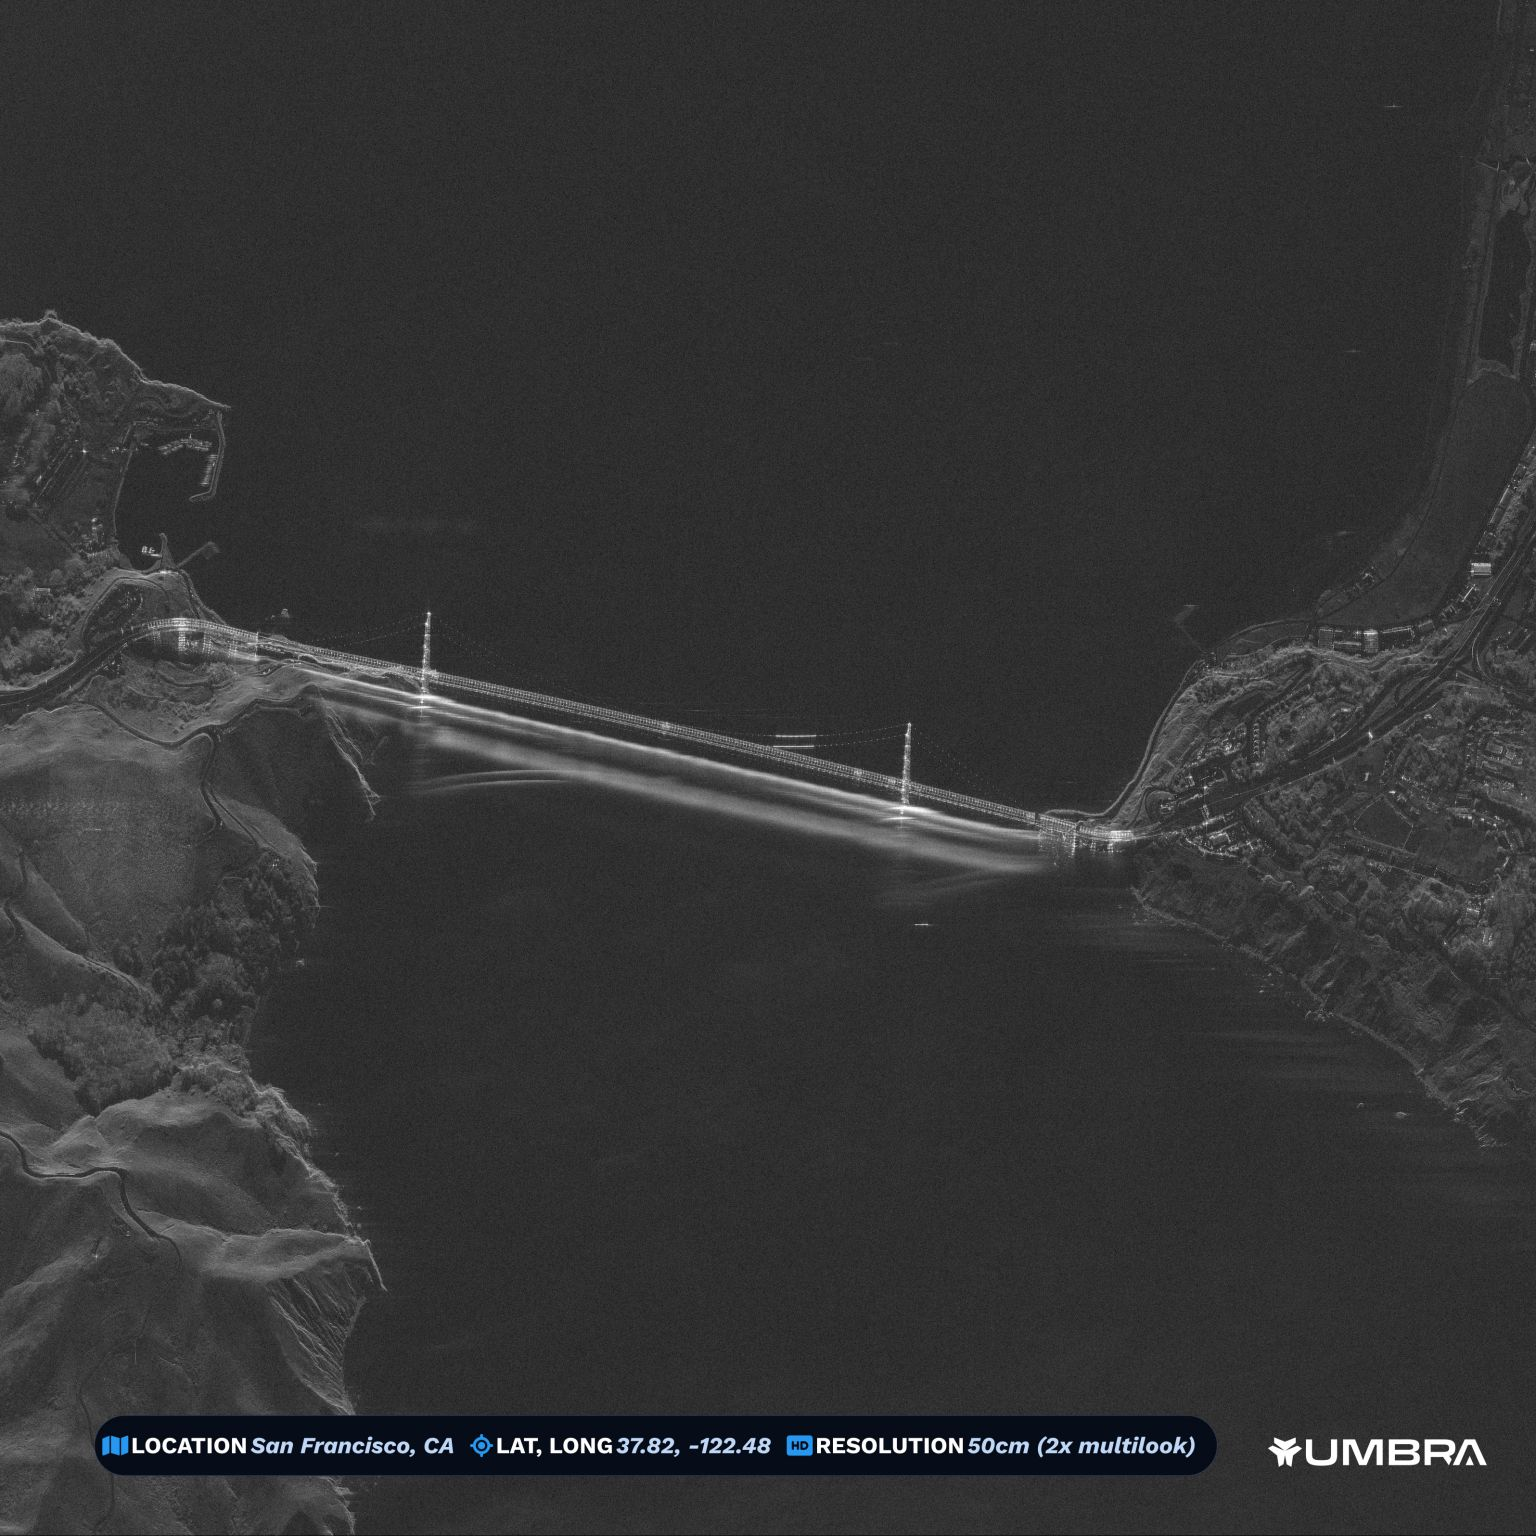 LOCATION San Francisco, CA LAT, LONG 37.82, -122.48 HD RESOLUTION 50cm (2x multilook)
UMBRA